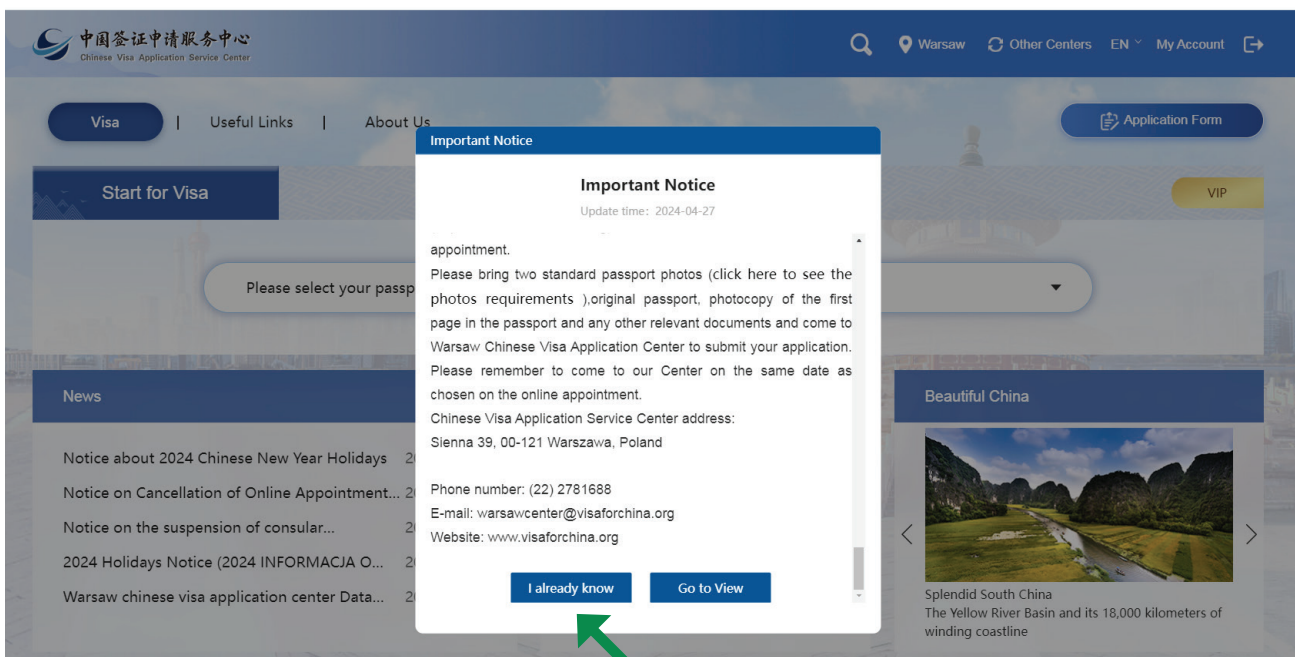 中国签证申请服务中心
Chinese Visa Application Service Center
Warsaw
Other Centers
EN
My Account
Visa | Useful Links | About Us
Application Form
Start for Visa
VIP
Please select your passp
Important Notice
Important Notice
Update time: 2024-04-27
appointment.
Please bring two standard passport photos (click here to see the
photos requirements ),original passport, photocopy of the first
page in the passport and any other relevant documents and come to
Warsaw Chinese Visa Application Center to submit your application.
Please remember to come to our Center on the same date as
chosen on the online appointment.
Chinese Visa Application Service Center address:
Sienna 39, 00-121 Warszawa, Poland
Phone number: (22) 2781688
E-mail: warsawcenter@visaforchina.org
Website: www.visaforchina.org
I already know
Go to View
News
Notice about 2024 Chinese New Year Holidays 2
Notice on Cancellation of Online Appointment... 2
Notice on the suspension of consular... 2
2024 Holidays Notice (2024 INFORMACJA O... 2
Warsaw chinese visa application center Data... 2
Beautiful China
Splendid South China
The Yellow River Basin and its 18,000 kilometers of
winding coastline